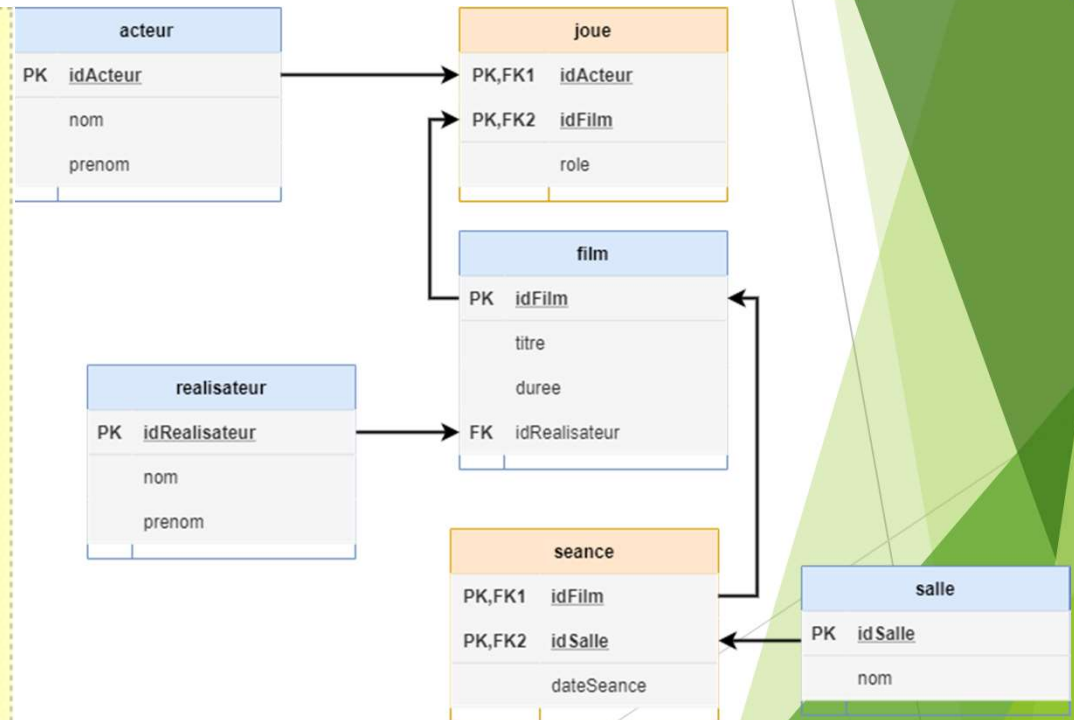 acteur
PK idActeur
nom
prenom
joue
PK,FK1 idActeur
PK,FK2 idFilm
role
film
PK idFilm
titre
duree
FK idRealisateur
realisateur
PK idRealisateur
nom
prenom
seance
PK,FK1 idFilm
PK,FK2 idSalle
dateSeance
salle
PK idSalle
nom